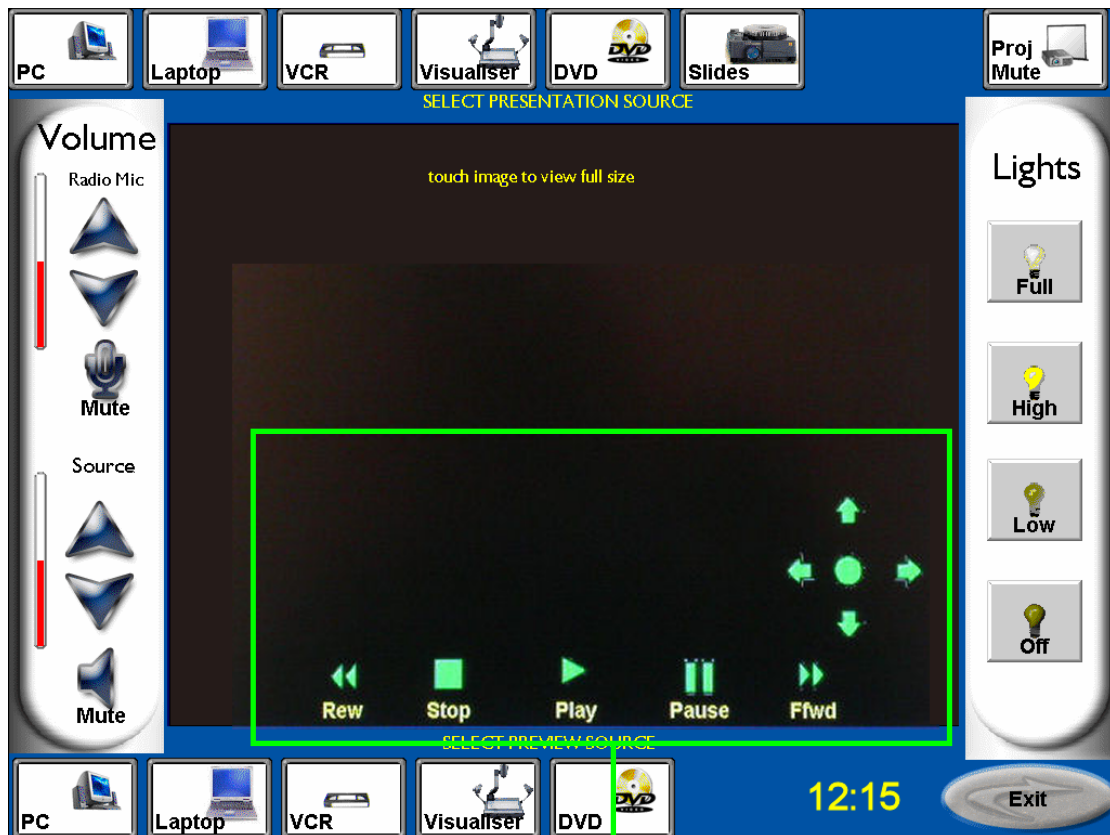 PC
Laptop
VCR
Visualiser
DVD
Slides
Proj
Mute
SELECT PRESENTATION SOURCE
Volume
Radio Mic
Mute
Source
Mute
touch image to view full size
Rew
Stop
Play
Pause
Ffwd
Lights
Full
High
Low
Off
SELECT PREVIEW SOURCE
PC
Laptop
VCR
Visualiser
DVD
12:15
Exit